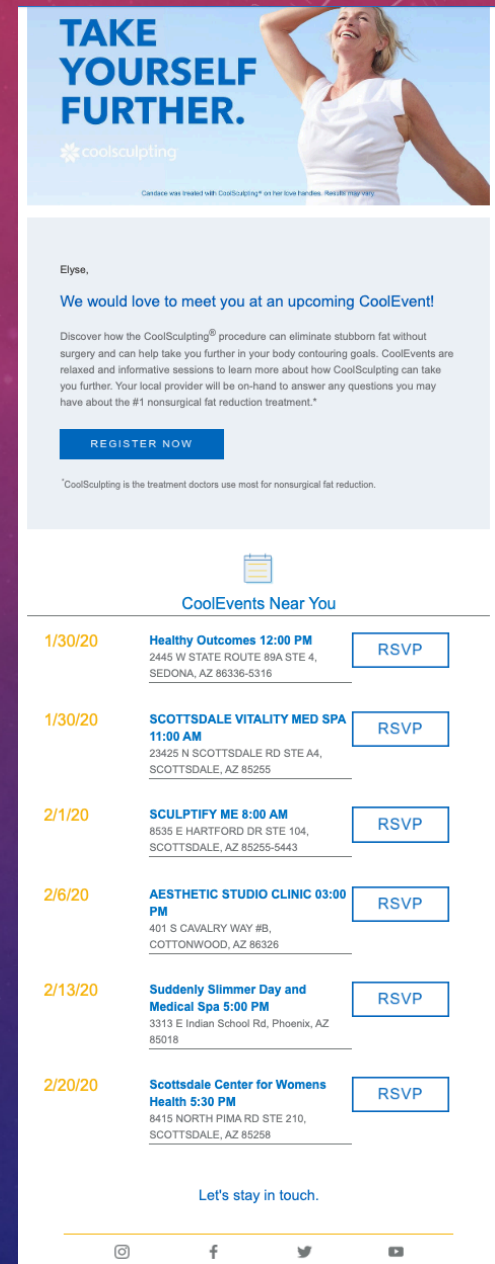 TAKE
YOURSELF
FURTHER.
coolsculpting
Candace was treated with CoolSculpting® on her love handles. Results may vary.
Elyse,
We would love to meet you at an upcoming CoolEvent!
Discover how the CoolSculpting® procedure can eliminate stubborn fat without
surgery and can help take you further in your body contouring goals. CoolEvents are
relaxed and informative sessions to learn more about how CoolSculpting can take
you further. Your local provider will be on-hand to answer any questions you may
have about the #1 nonsurgical fat reduction treatment.*
REGISTER NOW
*CoolSculpting is the treatment doctors use most for nonsurgical fat reduction.
CoolEvents Near You
1/30/20 Healthy Outcomes 12:00 PM RSVP
2445 W STATE ROUTE 89A STE 4,
SEDONA, AZ 86336-5316
1/30/20 SCOTTSDALE VITALITY MED SPA RSVP
11:00 AM
23425 N SCOTTSDALE RD STE A4,
SCOTTSDALE, AZ 85255
2/1/20 SCULPTIFY ME 8:00 AM RSVP
8535 E HARTFORD DR STE 104,
SCOTTSDALE, AZ 85255-5443
2/6/20 AESTHETIC STUDIO CLINIC 03:00 RSVP
PM
401 S CAVALRY WAY #B,
COTTONWOOD, AZ 86326
2/13/20 Suddenly Slimmer Day and RSVP
Medical Spa 5:00 PM
3313 E Indian School Rd, Phoenix, AZ
85018
2/20/20 Scottsdale Center for Womens RSVP
Health 5:30 PM
8415 NORTH PIMA RD STE 210,
SCOTTSDALE, AZ 85258
Let's stay in touch.